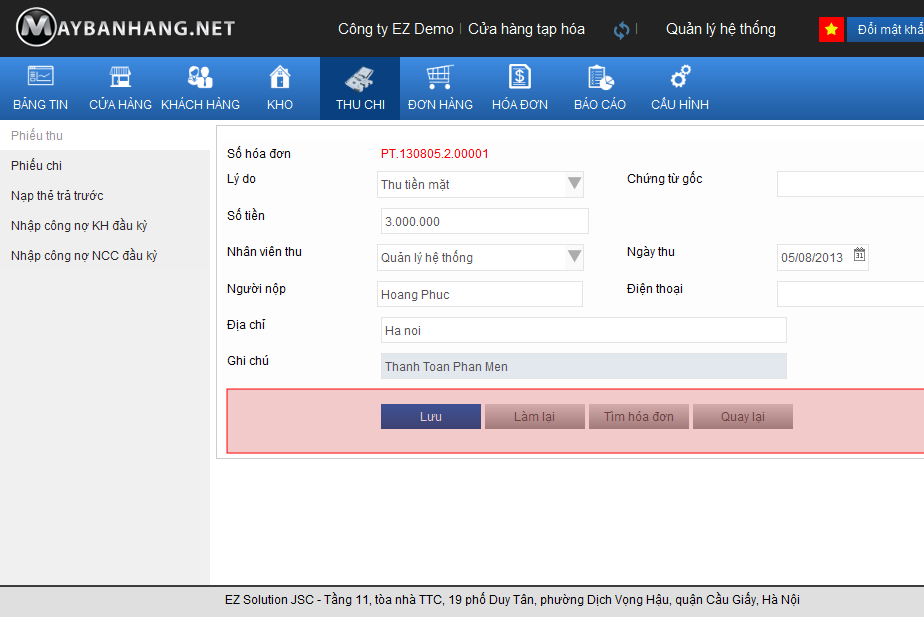 MAYBANHANG.NET
Công ty EZ Demo | Cửa hàng tạp hóa | Quản lý hệ thống
Đổi mật khẩ
BẢNG TIN CỬA HÀNG KHÁCH HÀNG KHO THU CHI ĐƠN HÀNG HÓA ĐƠN BÁO CÁO CẤU HÌNH
Phiếu thu
Phiếu chi
Nạp thẻ trả trước
Nhập công nợ KH đầu kỳ
Nhập công nợ NCC đầu kỳ
Số hóa đơn PT.130805.2.00001
Lý do Thu tiền mặt Chứng từ gốc
Số tiền 3.000.000
Nhân viên thu Quản lý hệ thống Ngày thu 05/08/2013 31
Người nộp Hoang Phuc Điện thoại
Địa chỉ Ha noi
Ghi chú Thanh Toan Phan Men
Lưu Làm lại Tìm hóa đơn Quay lại
EZ Solution JSC - Tầng 11, tòa nhà TTC, 19 phố Duy Tân, phường Dịch Vọng Hậu, quận Cầu Giấy, Hà Nội